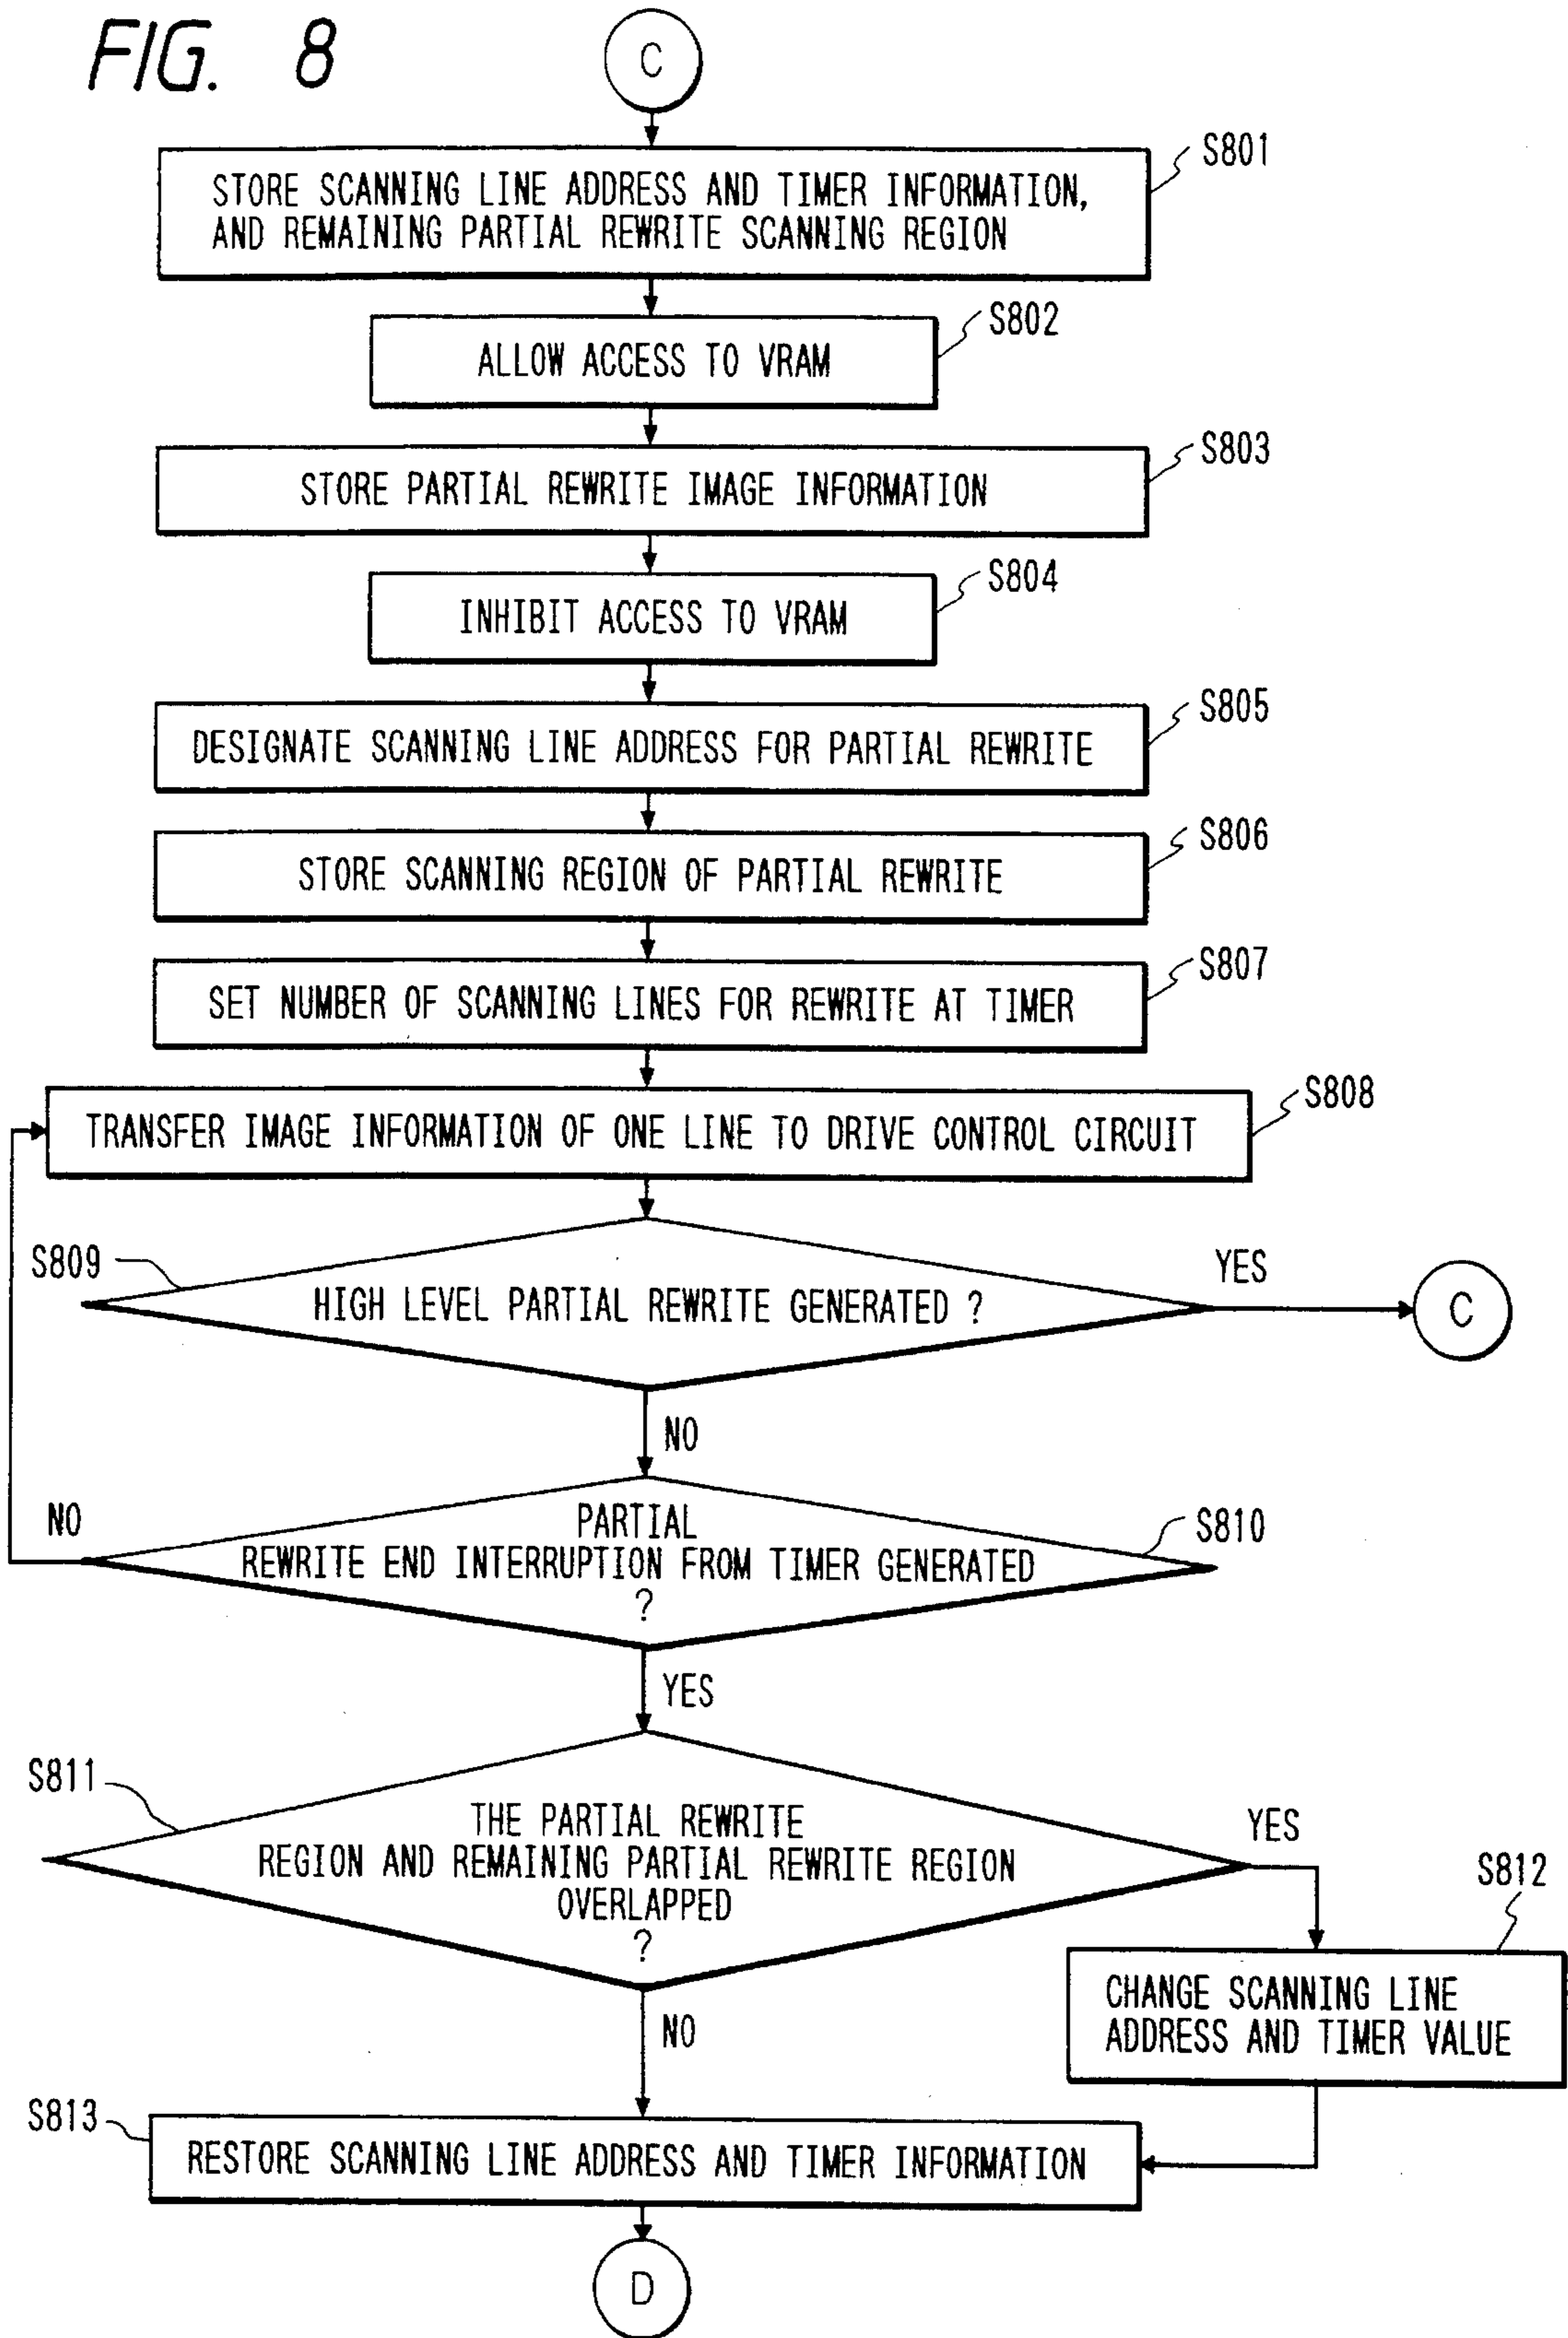 FIG. 8
C
S801
STORE SCANNING LINE ADDRESS AND TIMER INFORMATION,
AND REMAINING PARTIAL REWRITE SCANNING REGION
S802
ALLOW ACCESS TO VRAM
S803
STORE PARTIAL REWRITE IMAGE INFORMATION
S804
INHIBIT ACCESS TO VRAM
S805
DESIGNATE SCANNING LINE ADDRESS FOR PARTIAL REWRITE
S806
STORE SCANNING REGION OF PARTIAL REWRITE
S807
SET NUMBER OF SCANNING LINES FOR REWRITE AT TIMER
S808
TRANSFER IMAGE INFORMATION OF ONE LINE TO DRIVE CONTROL CIRCUIT
S809
HIGH LEVEL PARTIAL REWRITE GENERATED ?
YES
C
NO
S810
PARTIAL
REWRITE END INTERRUPTION FROM TIMER GENERATED
?
NO
YES
S811
THE PARTIAL REWRITE
REGION AND REMAINING PARTIAL REWRITE REGION
OVERLAPPED
?
YES
S812
CHANGE SCANNING LINE
ADDRESS AND TIMER VALUE
NO
S813
RESTORE SCANNING LINE ADDRESS AND TIMER INFORMATION
D